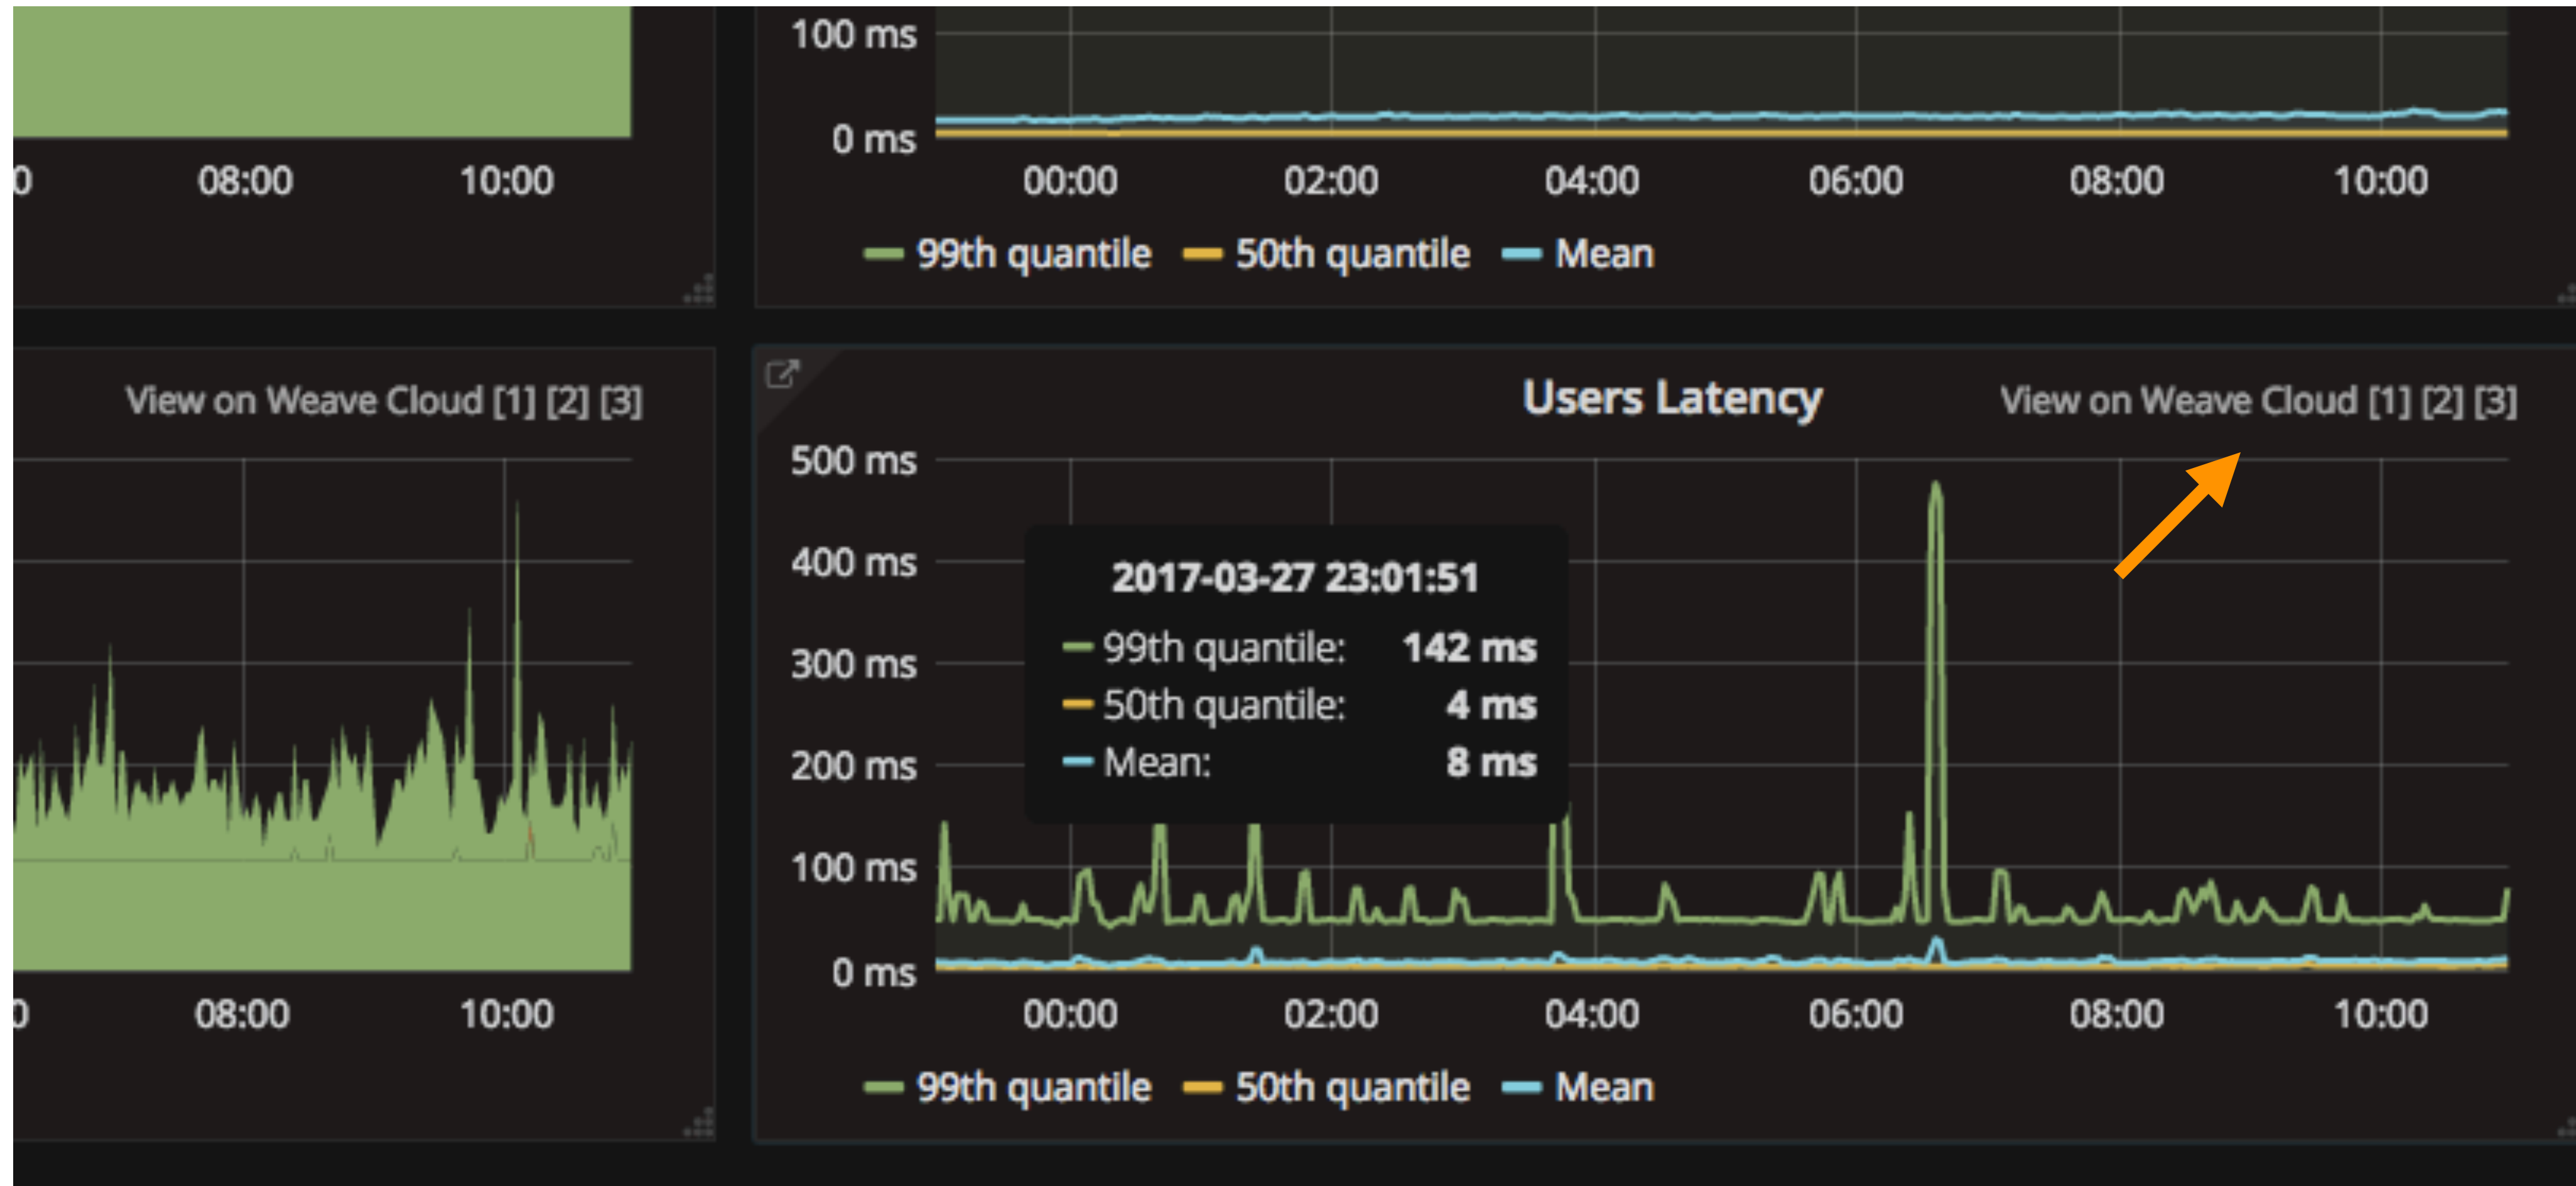 100 ms
0 ms
08:00 10:00
00:00 02:00 04:00 06:00 08:00 10:00
99th quantile 50th quantile Mean
View on Weave Cloud [1] [2] [3]
Users Latency
View on Weave Cloud [1] [2] [3]
500 ms
400 ms
300 ms
200 ms
100 ms
0 ms
2017-03-27 23:01:51
99th quantile: 142 ms
50th quantile: 4 ms
Mean: 8 ms
0 08:00 10:00
00:00 02:00 04:00 06:00 08:00 10:00
99th quantile 50th quantile Mean